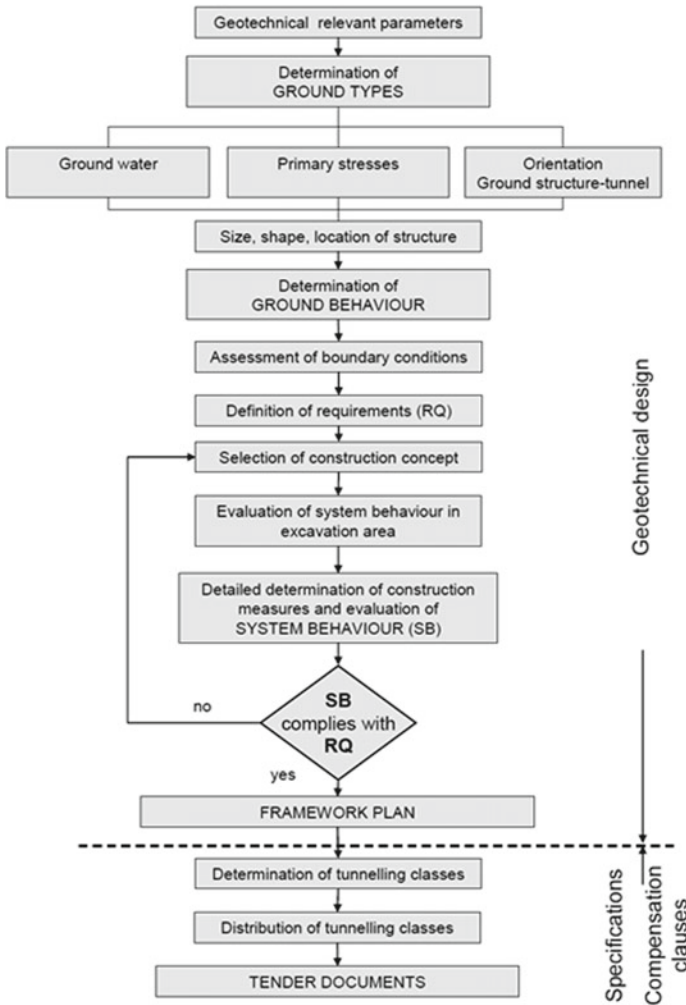 Geotechnical relevant parameters
Determination of
GROUND TYPES
Ground water
Primary stresses
Orientation
Ground structure-tunnel
Size, shape, location of structure
Determination of
GROUND BEHAVIOUR
Assessment of boundary conditions
Definition of requirements (RQ)
Selection of construction concept
Evaluation of system behaviour in
excavation area
Detailed determination of construction
measures and evaluation of
SYSTEM BEHAVIOUR (SB)
no
SB
complies with
RQ
yes
FRAMEWORK PLAN
Determination of tunnelling classes
Distribution of tunnelling classes
TENDER DOCUMENTS
Geotechnical design
Specifications
Compensation
clauses